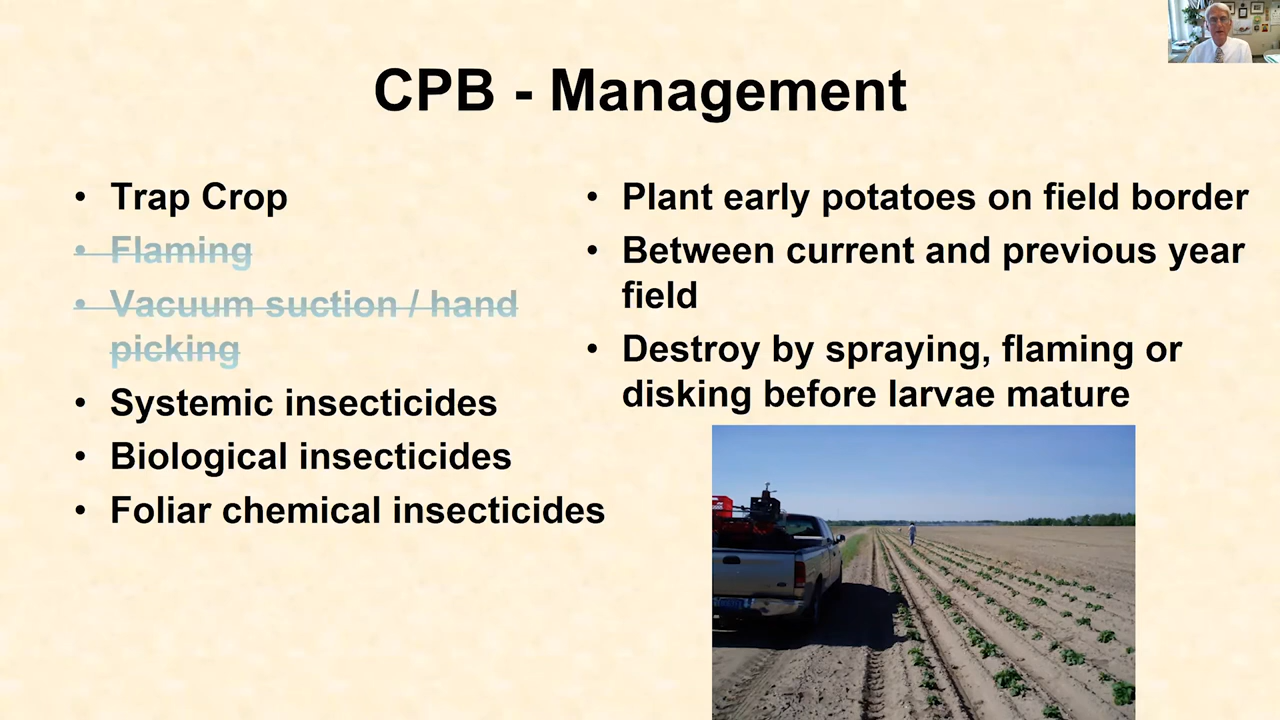 CPB - Management
• Trap Crop
• Flaming
• Vacuum suction / hand
picking
• Systemic insecticides
• Biological insecticides
• Foliar chemical insecticides
• Plant early potatoes on field border
• Between current and previous year
field
• Destroy by spraying, flaming or
disking before larvae mature